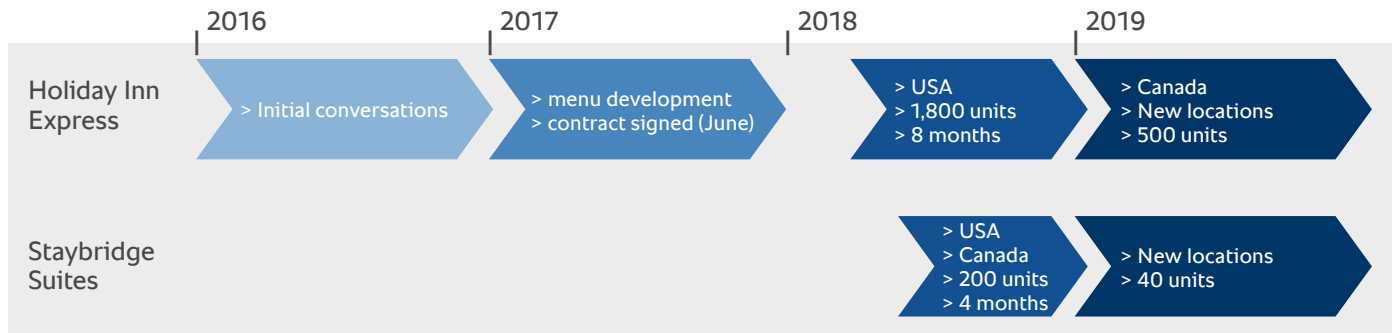 2016 2017 2018 2019
Holiday Inn
Express
> Initial conversations
> menu development
> contract signed (June)
> USA
> 1,800 units
> 8 months
> Canada
> New locations
> 500 units
Staybridge
Suites
> USA
> Canada
> 200 units
> 4 months
> New locations
> 40 units